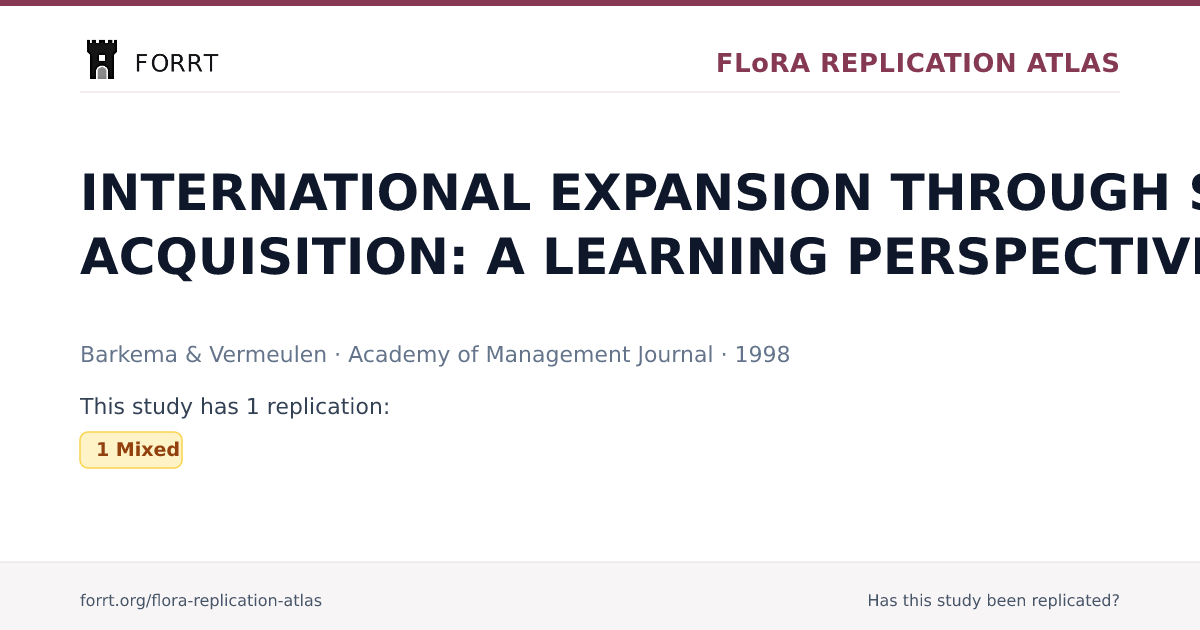 FORRT
FLoRA REPLICATION ATLAS
INTERNATIONAL EXPANSION THROUGH
ACQUISITION: A LEARNING PERSPECTIV
Barkema & Vermeulen · Academy of Management Journal · 1998
This study has 1 replication:
1 Mixed
forrt.org/flora-replication-atlas
Has this study been replicated?